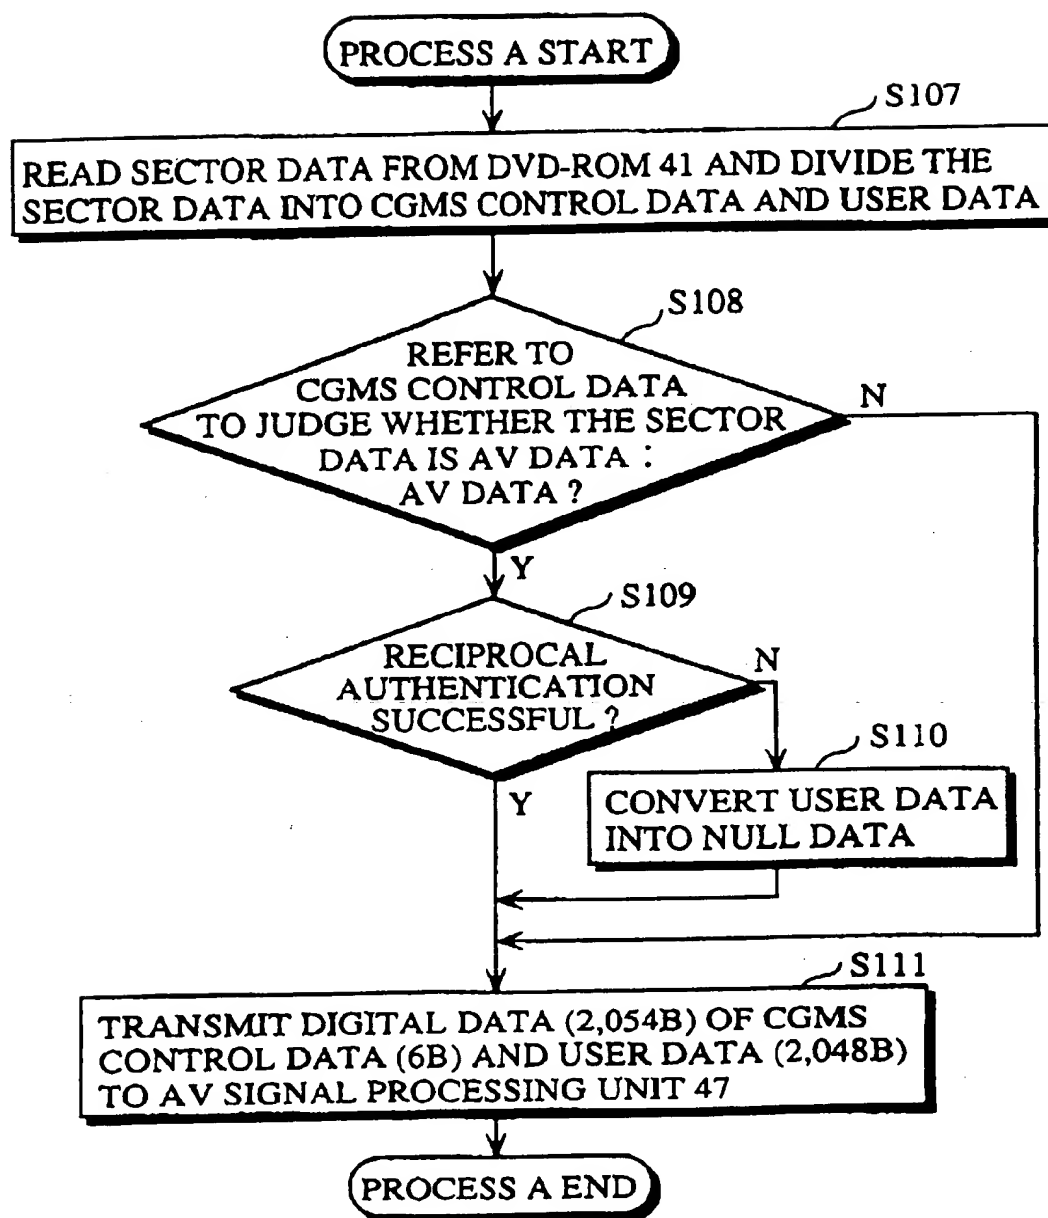 PROCESS A START
S107
READ SECTOR DATA FROM DVD-ROM 41 AND DIVIDE THE
SECTOR DATA INTO CGMS CONTROL DATA AND USER DATA
S108
REFER TO
CGMS CONTROL DATA
TO JUDGE WHETHER THE SECTOR
DATA IS AV DATA :
AV DATA ?
N
Y
S109
RECIPROCAL
AUTHENTICATION
SUCCESSFUL ?
N
Y
S110
CONVERT USER DATA
INTO NULL DATA
S111
TRANSMIT DIGITAL DATA (2,054B) OF CGMS
CONTROL DATA (6B) AND USER DATA (2,048B)
TO AV SIGNAL PROCESSING UNIT 47
PROCESS A END